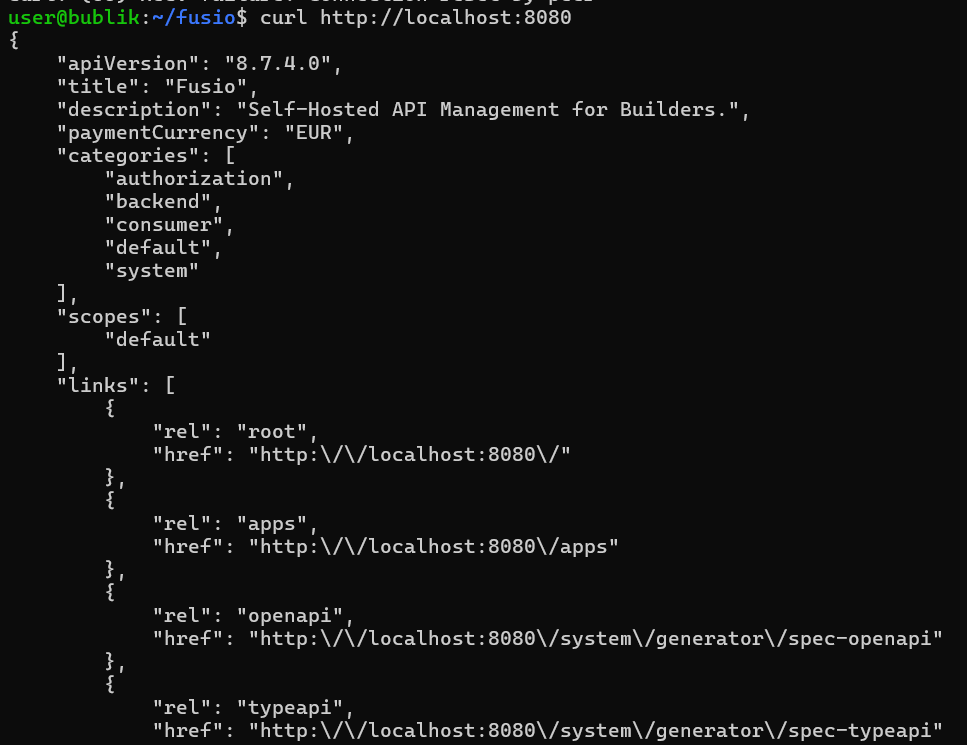 user@bublik:~/fusio$ curl http://localhost:8080
{
    "apiVersion": "8.7.4.0",
    "title": "Fusio",
    "description": "Self-Hosted API Management for Builders.",
    "paymentCurrency": "EUR",
    "categories": [
        "authorization",
        "backend",
        "consumer",
        "default",
        "system"
    ],
    "scopes": [
        "default"
    ],
    "links": [
        {
            "rel": "root",
            "href": "http:\/\/localhost:8080\/"
        },
        {
            "rel": "apps",
            "href": "http:\/\/localhost:8080\/apps"
        },
        {
            "rel": "openapi",
            "href": "http:\/\/localhost:8080\/system\/generator\/spec-openapi"
        },
        {
            "rel": "typeapi",
            "href": "http:\/\/localhost:8080\/system\/generator\/spec-typeapi"